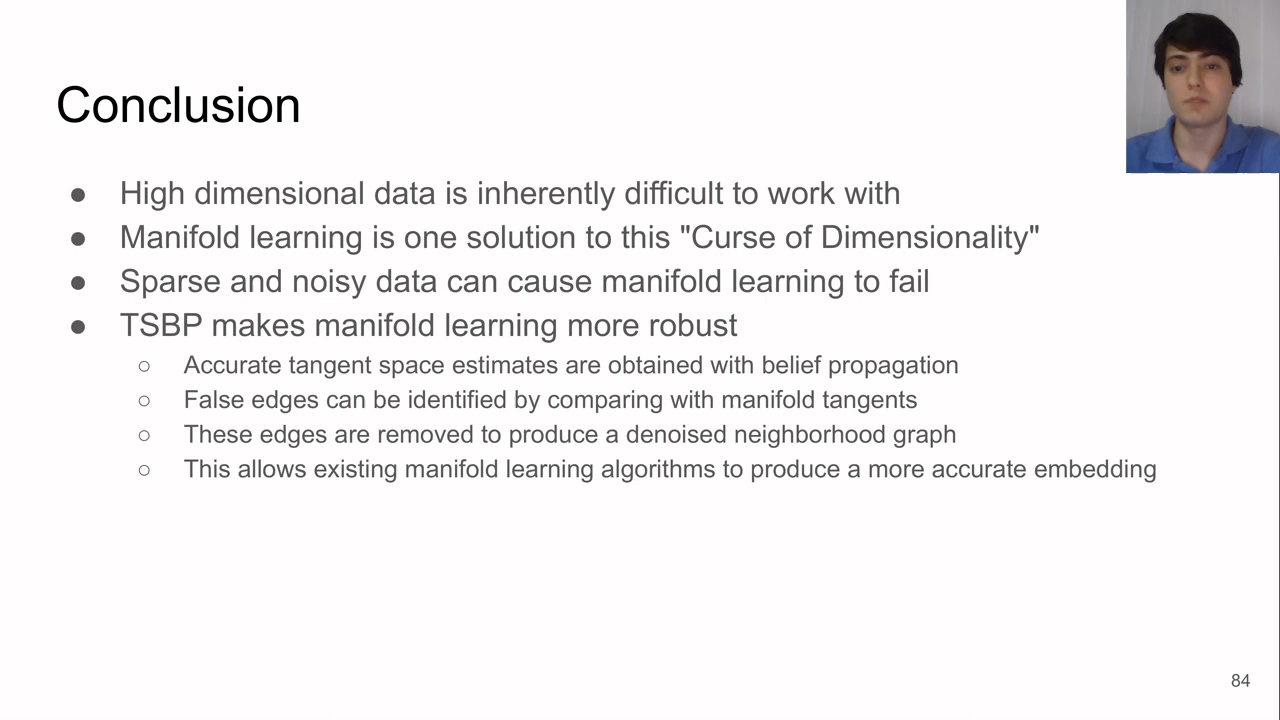 Conclusion
● High dimensional data is inherently difficult to work with
● Manifold learning is one solution to this "Curse of Dimensionality"
● Sparse and noisy data can cause manifold learning to fail
● TSBP makes manifold learning more robust
○ Accurate tangent space estimates are obtained with belief propagation
○ False edges can be identified by comparing with manifold tangents
○ These edges are removed to produce a denoised neighborhood graph
○ This allows existing manifold learning algorithms to produce a more accurate embedding
84